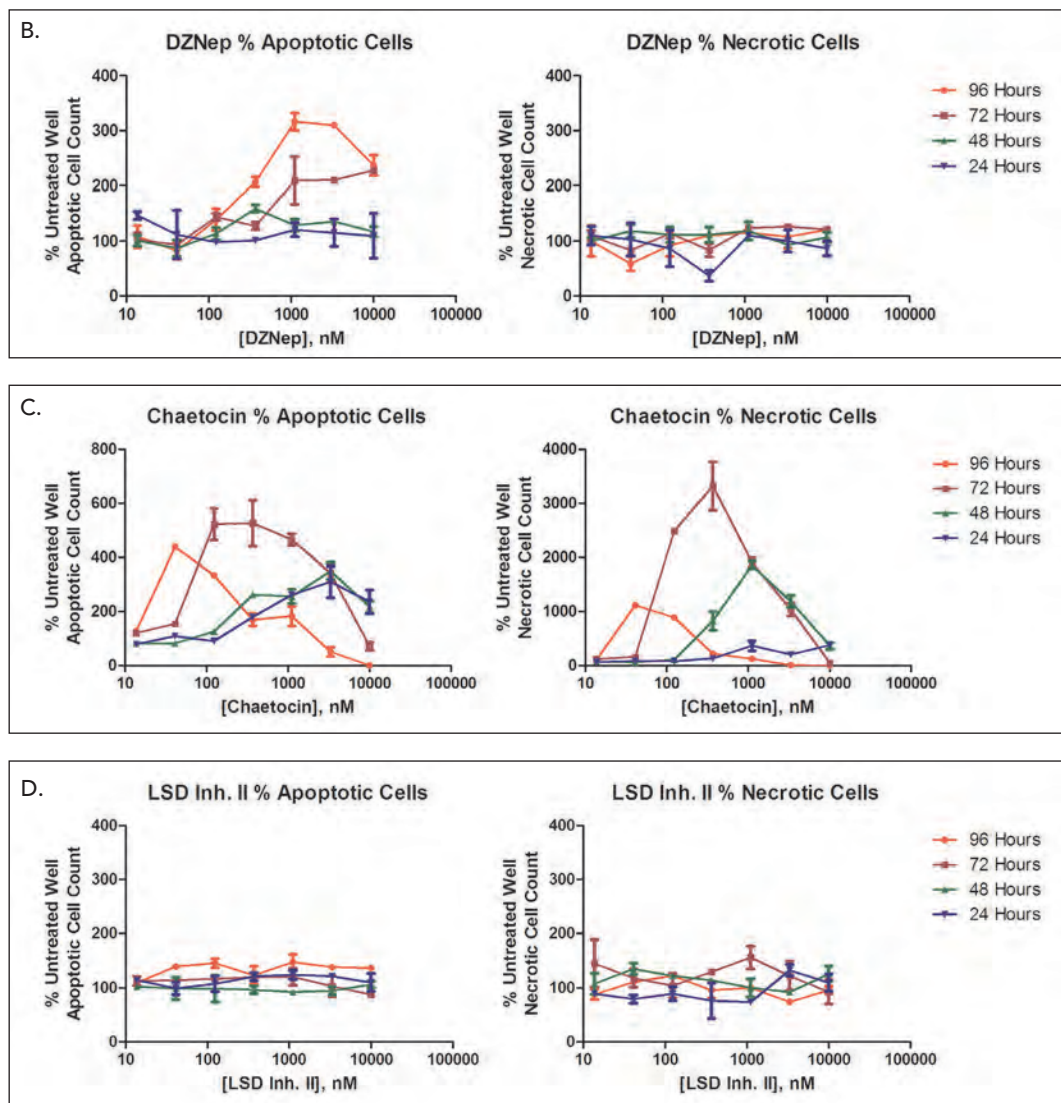 B.
DZNep % Apoptotic Cells
% Untreated Well
Apoptotic Cell Count
400
300
200
100
0
10
100
1000
10000
100000
[DZNep], nM
DZNep % Necrotic Cells
% Untreated Well
Necrotic Cell Count
400
300
200
100
0
10
100
1000
10000
100000
[DZNep], nM
96 Hours
72 Hours
48 Hours
24 Hours
C.
Chaetocin % Apoptotic Cells
% Untreated Well
Apoptotic Cell Count
800
600
400
200
0
10
100
1000
10000
100000
[Chaetocin], nM
Chaetocin % Necrotic Cells
% Untreated Well
Necrotic Cell Count
4000
3000
2000
1000
0
10
100
1000
10000
100000
[Chaetocin], nM
96 Hours
72 Hours
48 Hours
24 Hours
D.
LSD Inh. II % Apoptotic Cells
% Untreated Well
Apoptotic Cell Count
400
300
200
100
0
10
100
1000
10000
100000
[LSD Inh. II], nM
LSD Inh. II % Necrotic Cells
% Untreated Well
Necrotic Cell Count
400
300
200
100
0
10
100
1000
10000
100000
[LSD Inh. II], nM
96 Hours
72 Hours
48 Hours
24 Hours